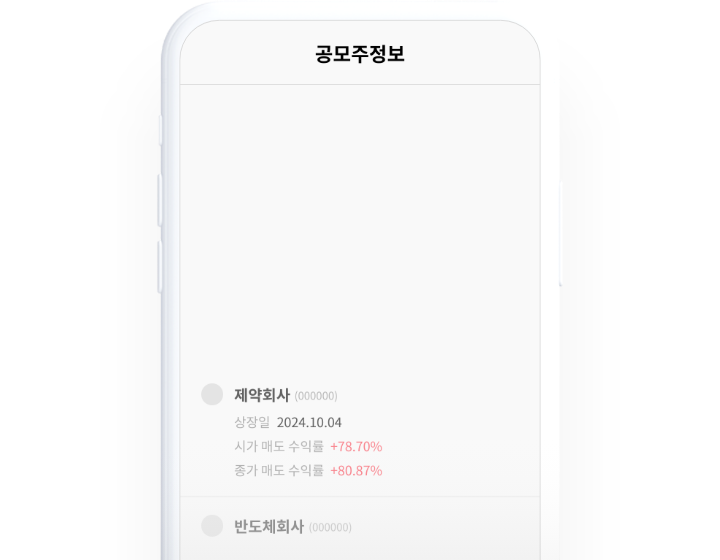 공모주정보
제약회사 (000000)
상장일 2024.10.04
시가 매도 수익률 +78.70%
종가 매도 수익률 +80.87%
반도체회사 (000000)